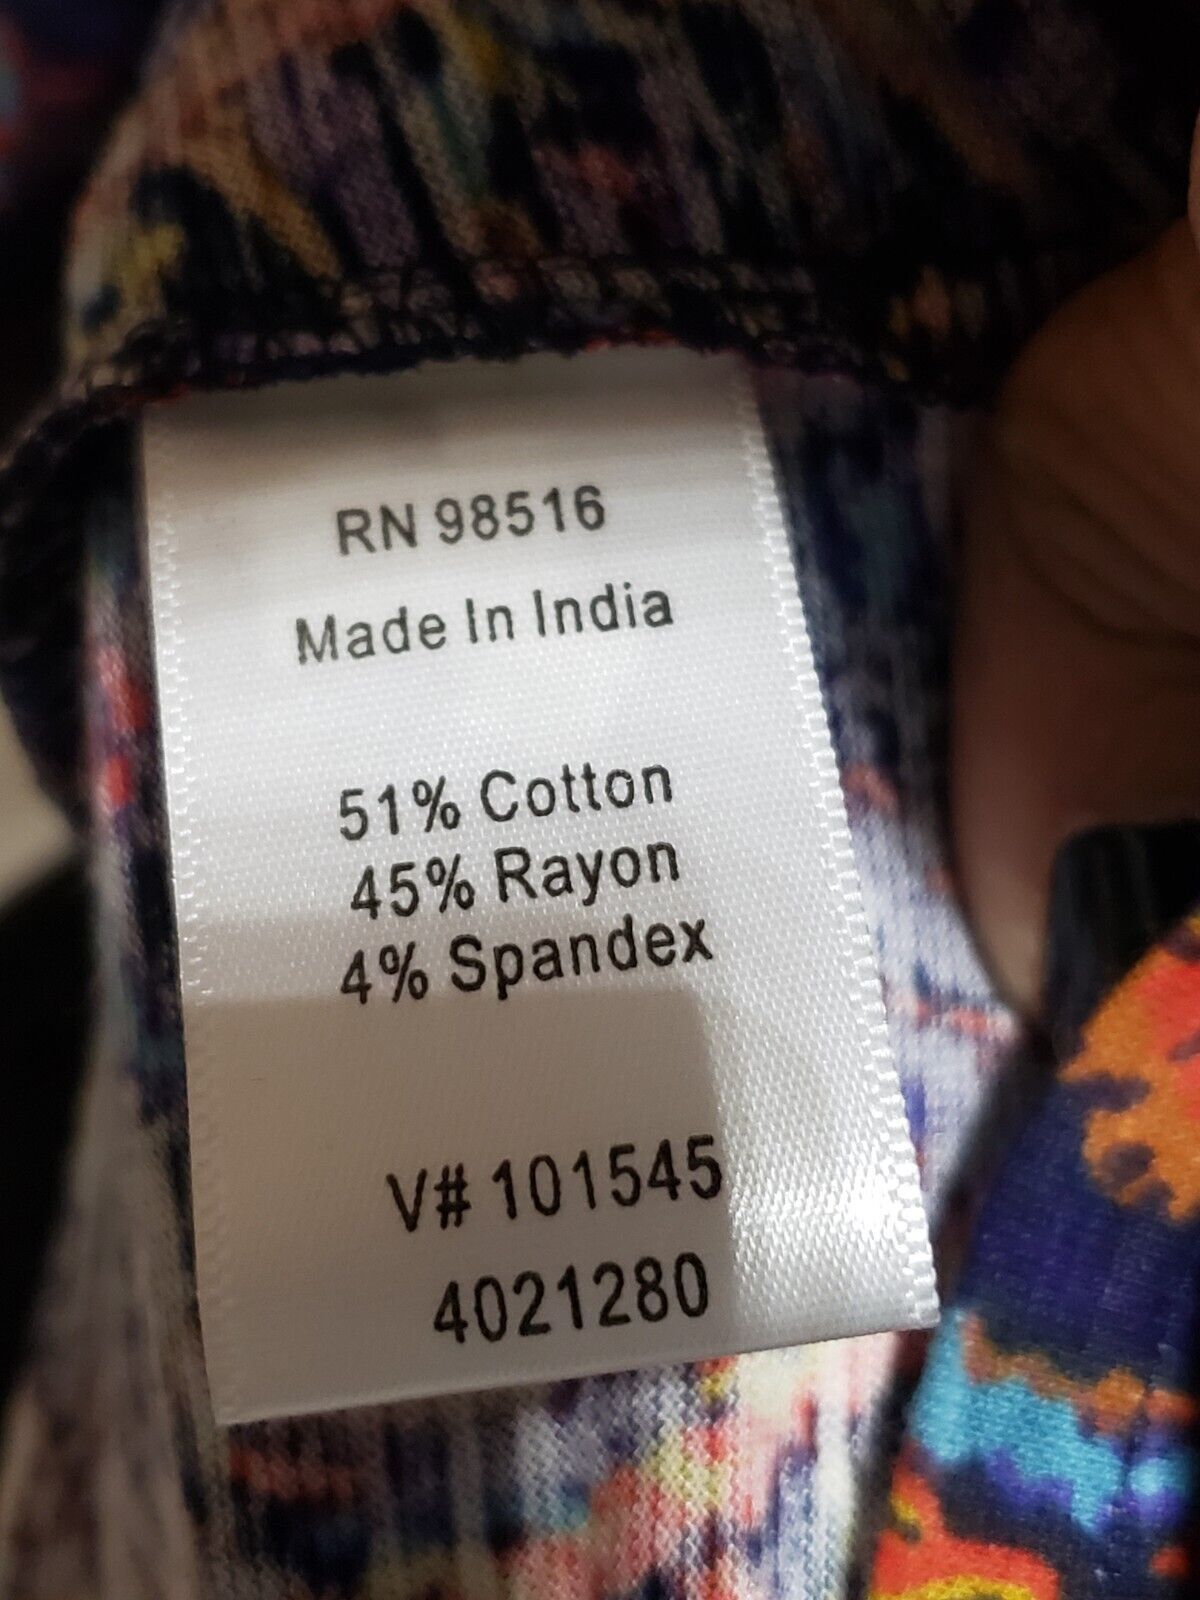 RN 98516
Made In India
51% Cotton
45% Rayon
4% Spandex
V# 101545
4021280